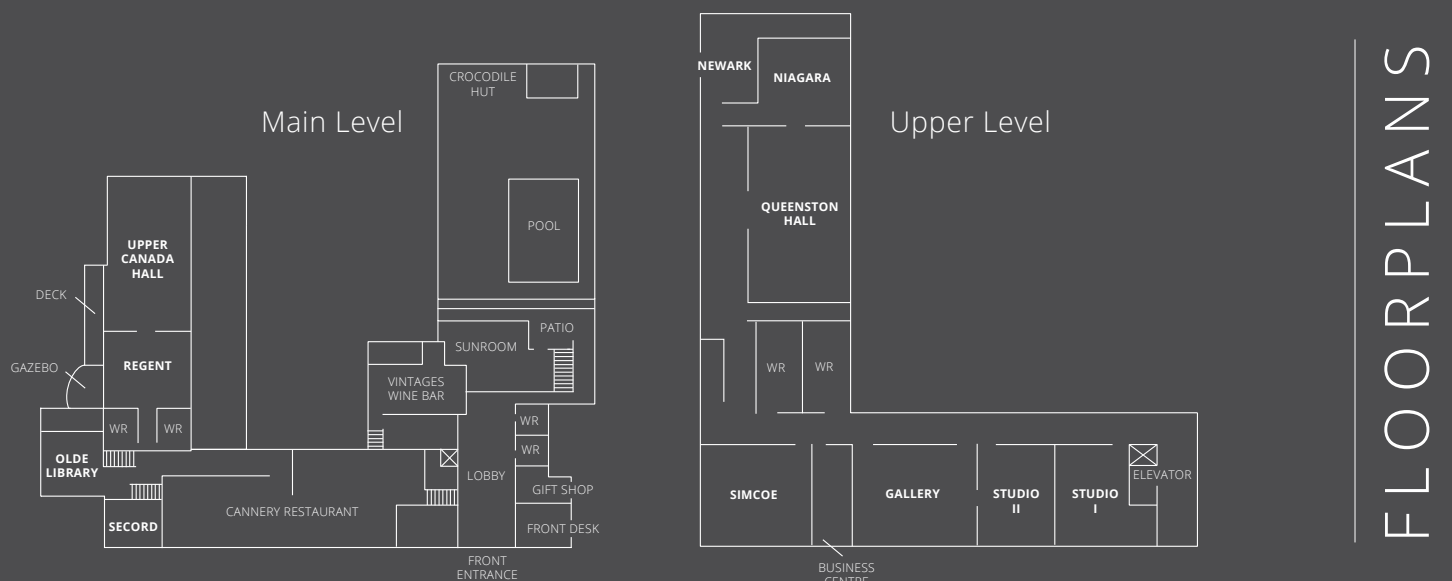 Main Level
CROCODILE
HUT
POOL
UPPER
CANADA
HALL
DECK
GAZEBO
REGENT
PATIO
SUNROOM
VINTAGES
WINE BAR
WR
WR
WR
WR
OLDE
LIBRARY
SECORD
CANNERY RESTAURANT
LOBBY
GIFT SHOP
FRONT DESK
FRONT
ENTRANCE
Upper Level
NEWARK
NIAGARA
QUEENSTON
HALL
WR
WR
SIMCOE
GALLERY
STUDIO
II
STUDIO
I
ELEVATOR
BUSINESS
CENTRE
FLOORPLANS